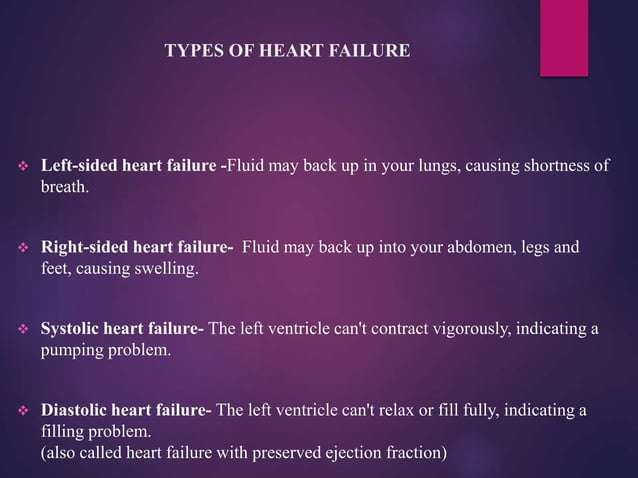 TYPES OF HEART FAILURE
❖ Left-sided heart failure -Fluid may back up in your lungs, causing shortness of
breath.
❖ Right-sided heart failure-  Fluid may back up into your abdomen, legs and
feet, causing swelling.
❖ Systolic heart failure- The left ventricle can't contract vigorously, indicating a
pumping problem.
❖ Diastolic heart failure- The left ventricle can't relax or fill fully, indicating a
filling problem.
(also called heart failure with preserved ejection fraction)